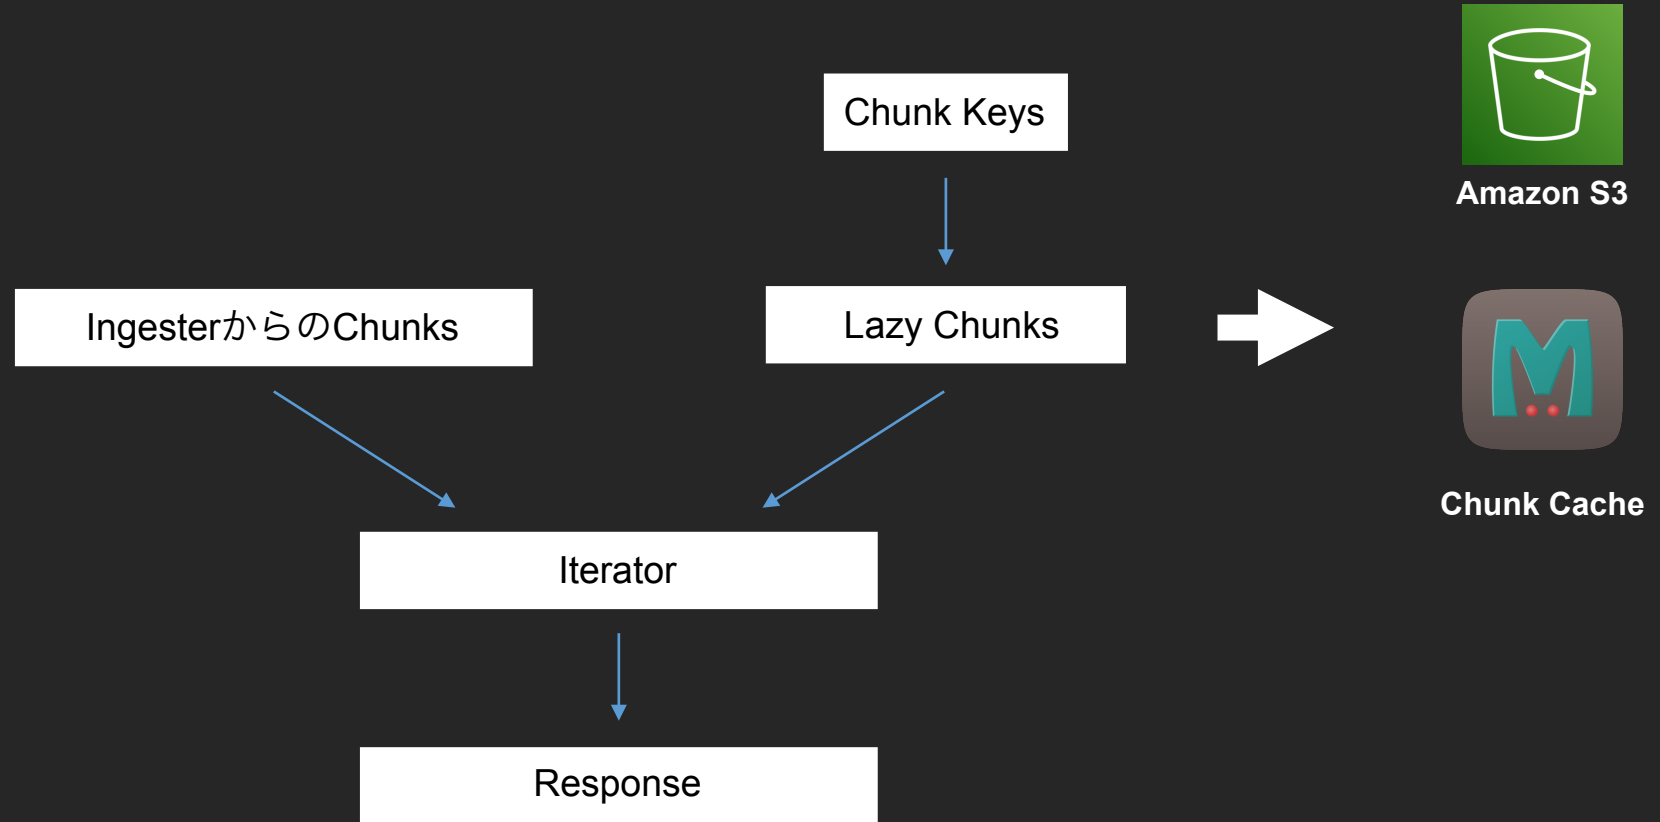 Chunk Keys
Amazon S3
IngesterからのChunks
Lazy Chunks
Chunk Cache
Iterator
Response